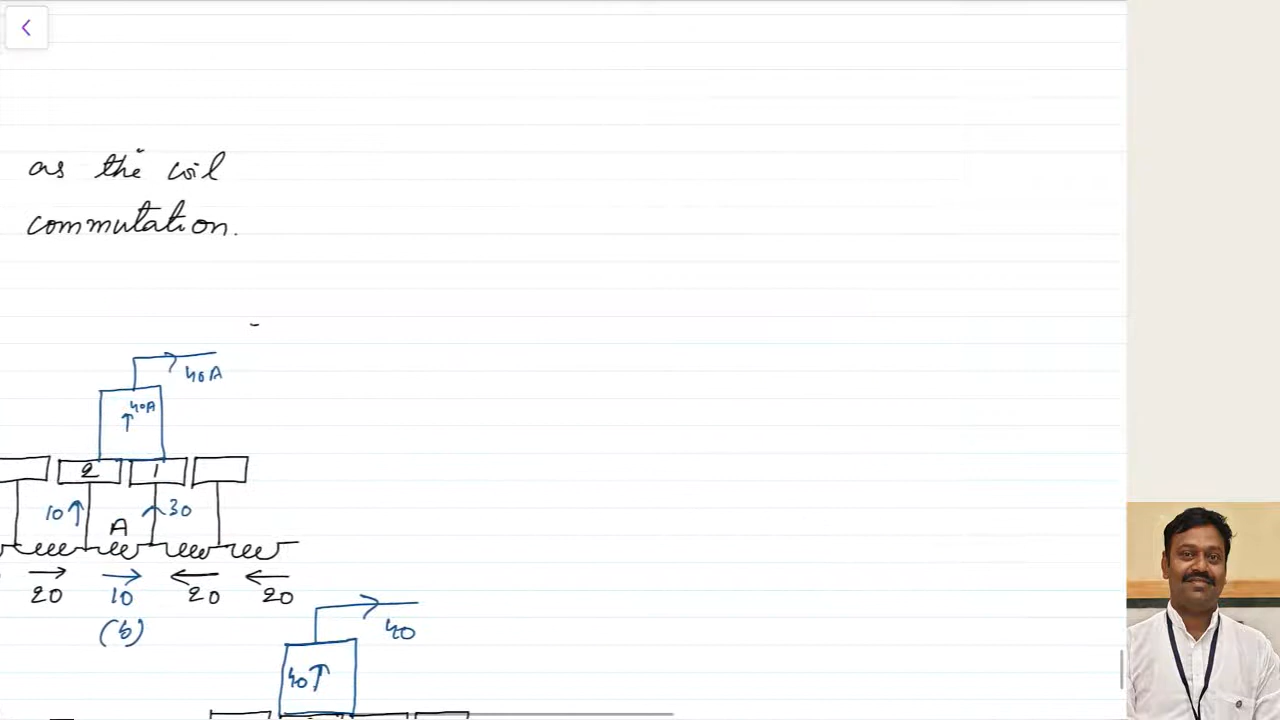 as the coil
commutation.
40A
40A
2 1
10 30
A
20 10 20 20
(b)
40
40